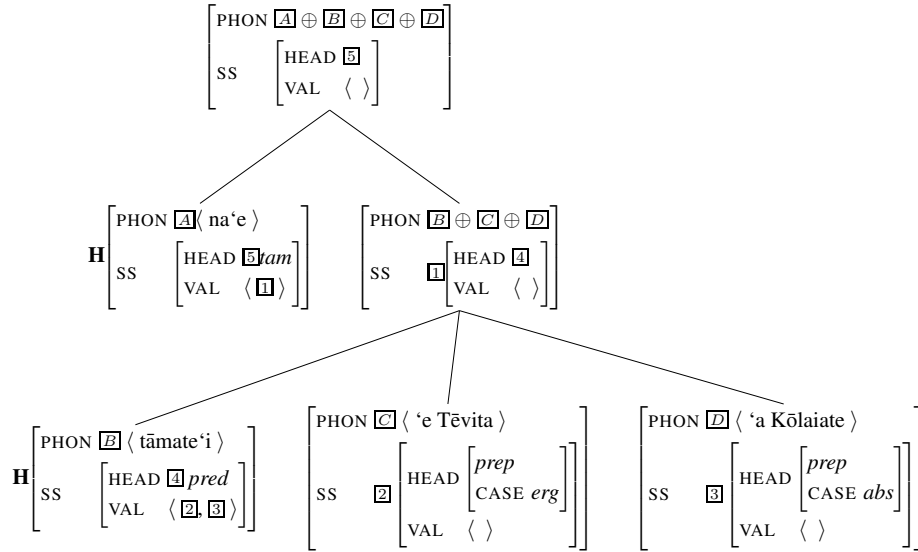 PHON A ⊕ B ⊕ C ⊕ D
HEAD 5
SS
VAL ⟨ ⟩
PHON A⟨ na‘e ⟩
H
HEAD 5tam
SS
VAL ⟨ 1 ⟩
PHON B ⊕ C ⊕ D
HEAD 4
SS 1
VAL ⟨ ⟩
PHON B ⟨ tāmate‘i ⟩
H
HEAD 4 pred
SS
VAL ⟨ 2, 3 ⟩
PHON C ⟨ ‘e Tēvita ⟩
prep
HEAD
CASE erg
SS 2
VAL ⟨ ⟩
PHON D ⟨ ‘a Kōlaiate ⟩
prep
HEAD
CASE abs
SS 3
VAL ⟨ ⟩